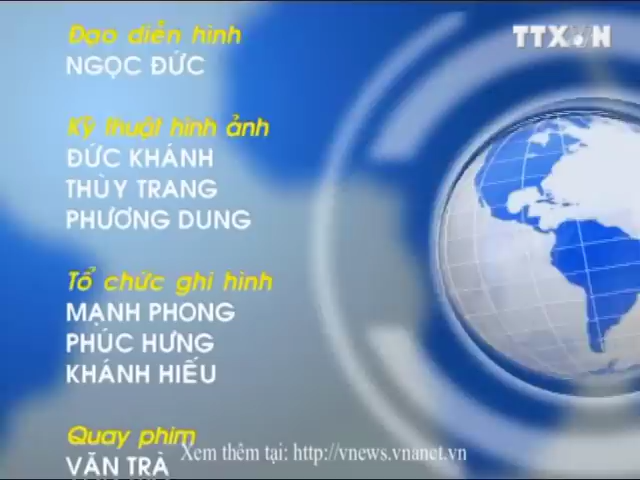 Đạo diễn hình
NGỌC ĐỨC
TTXVN
Kỹ thuật hình ảnh
ĐỨC KHÁNH
THÙY TRANG
PHƯƠNG DUNG
Tổ chức ghi hình
MẠNH PHONG
PHÚC HƯNG
KHÁNH HIẾU
Quay phim
VĂN TRÀ
Xem thêm tại: http://vnews.vnanet.vn